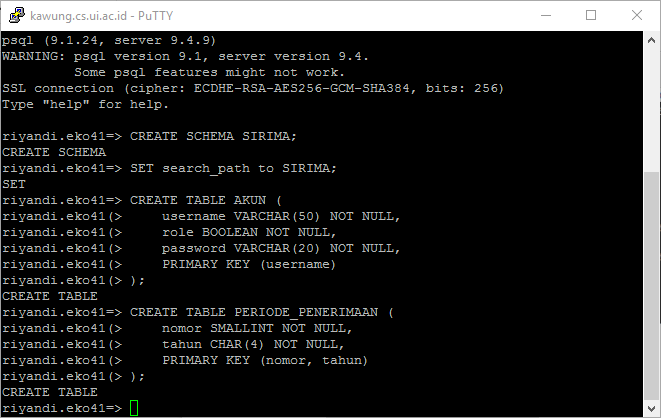 kawung.cs.ui.ac.id - PuTTY
psql (9.1.24, server 9.4.9)
WARNING: psql version 9.1, server version 9.4.
         Some psql features might not work.
SSL connection (cipher: ECDHE-RSA-AES256-GCM-SHA384, bits: 256)
Type "help" for help.

riyandi.eko41=> CREATE SCHEMA SIRIMA;
CREATE SCHEMA
riyandi.eko41=> SET search_path to SIRIMA;
SET
riyandi.eko41=> CREATE TABLE AKUN (
riyandi.eko41(>     username VARCHAR(50) NOT NULL,
riyandi.eko41(>     role BOOLEAN NOT NULL,
riyandi.eko41(>     password VARCHAR(20) NOT NULL,
riyandi.eko41(>     PRIMARY KEY (username)
riyandi.eko41(> );
CREATE TABLE
riyandi.eko41=> CREATE TABLE PERIODE_PENERIMAAN (
riyandi.eko41(>     nomor SMALLINT NOT NULL,
riyandi.eko41(>     tahun CHAR(4) NOT NULL,
riyandi.eko41(>     PRIMARY KEY (nomor, tahun)
riyandi.eko41(> );
CREATE TABLE
riyandi.eko41=>